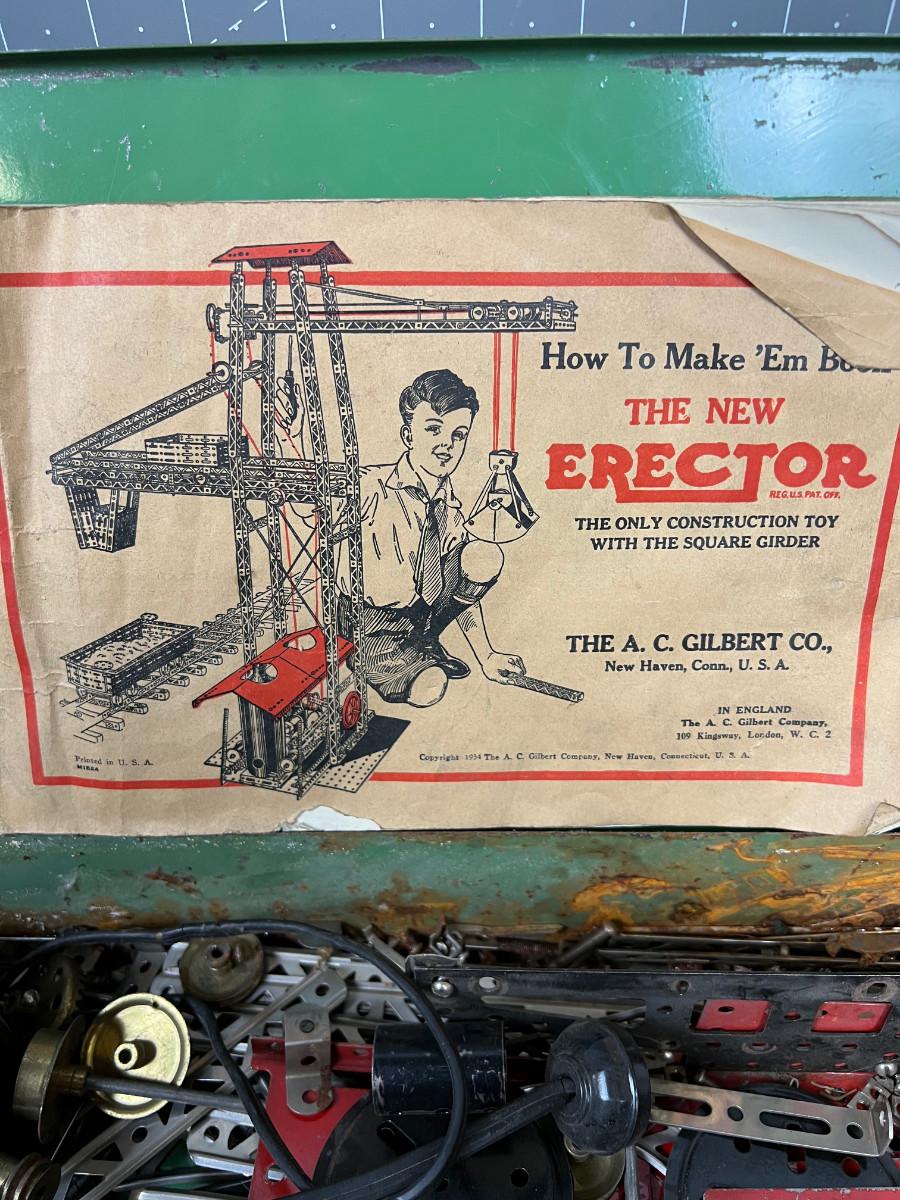 How To Make 'Em
THE NEW
ERECTOR
REG. U.S. PAT. OFF.
THE ONLY CONSTRUCTION TOY
WITH THE SQUARE GIRDER
THE A. C. GILBERT CO.,
New Haven, Conn., U. S. A.
IN ENGLAND
The A. C. Gilbert Company,
109 Kingsway, London, W. C. 2
Printed in U. S. A.
Copyright 1934 The A. C. Gilbert Company, New Haven, Connecticut, U. S. A.